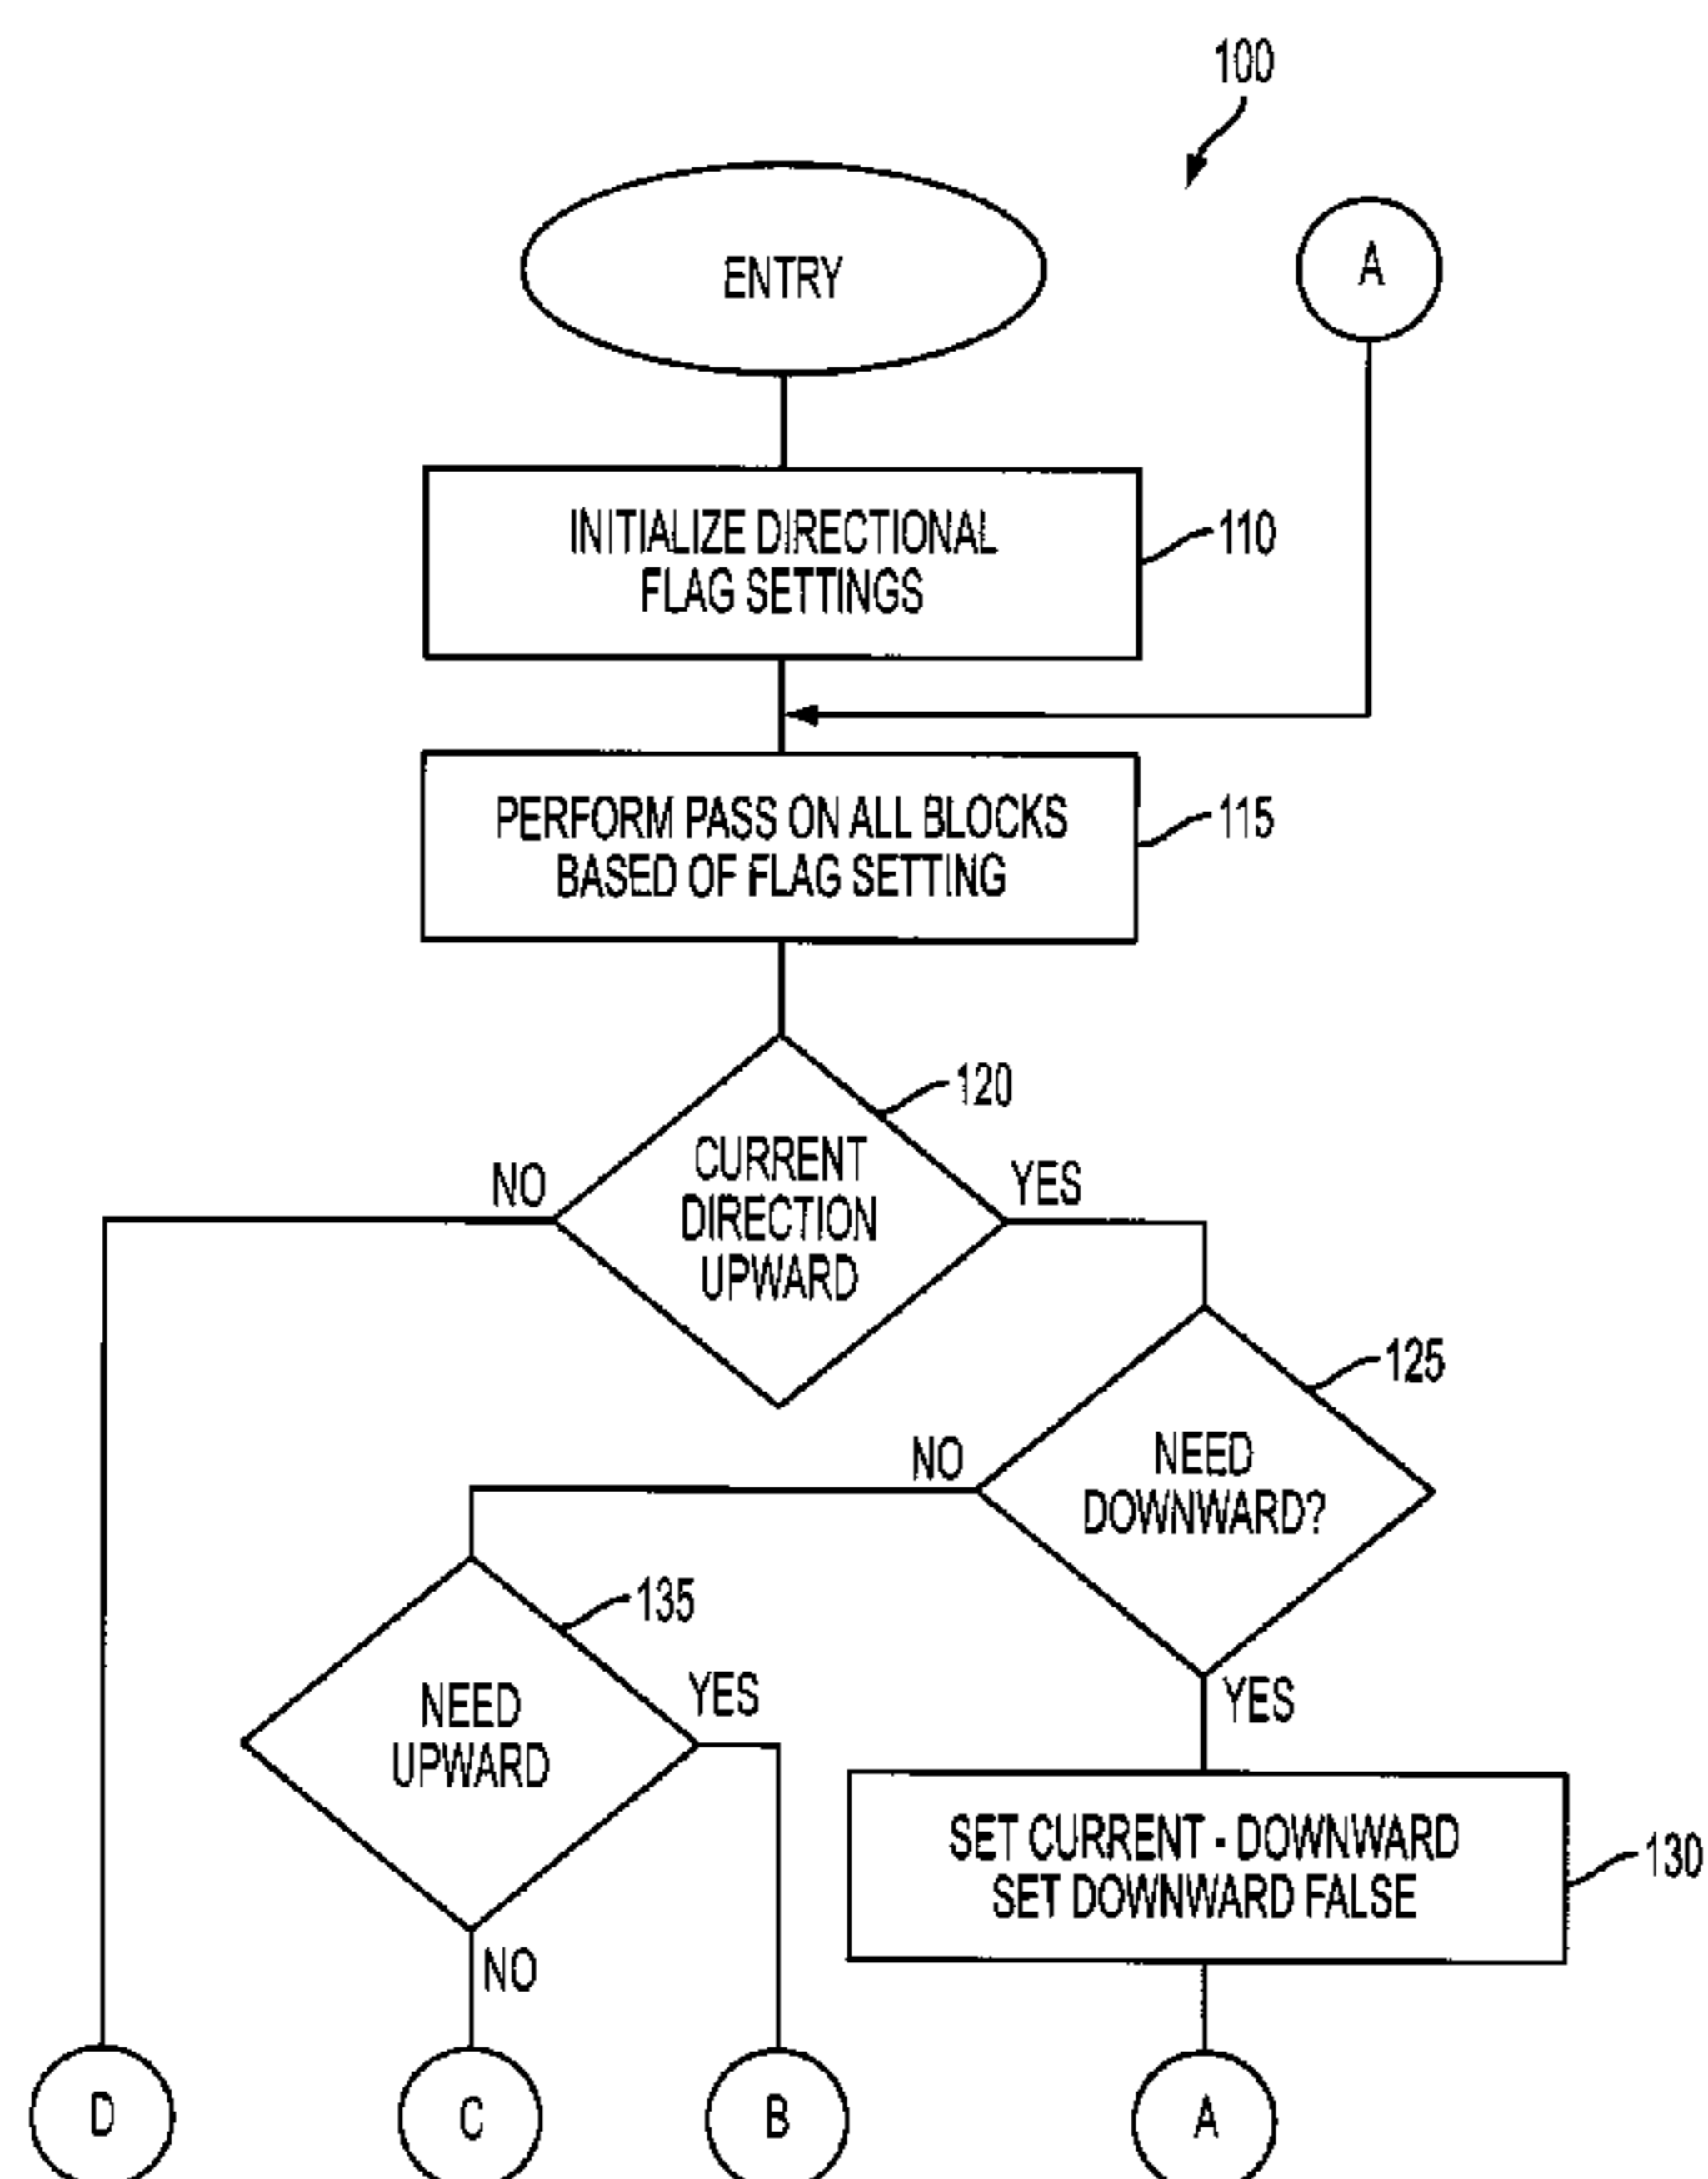 100
ENTRY
A
INITIALIZE DIRECTIONAL
FLAG SETTINGS
110
PERFORM PASS ON ALL BLOCKS
BASED OF FLAG SETTING
115
120
CURRENT
DIRECTION
UPWARD
NO
YES
125
NEED
DOWNWARD?
NO
YES
135
NEED
UPWARD
YES
NO
SET CURRENT - DOWNWARD
SET DOWNWARD FALSE
130
D
C
B
A